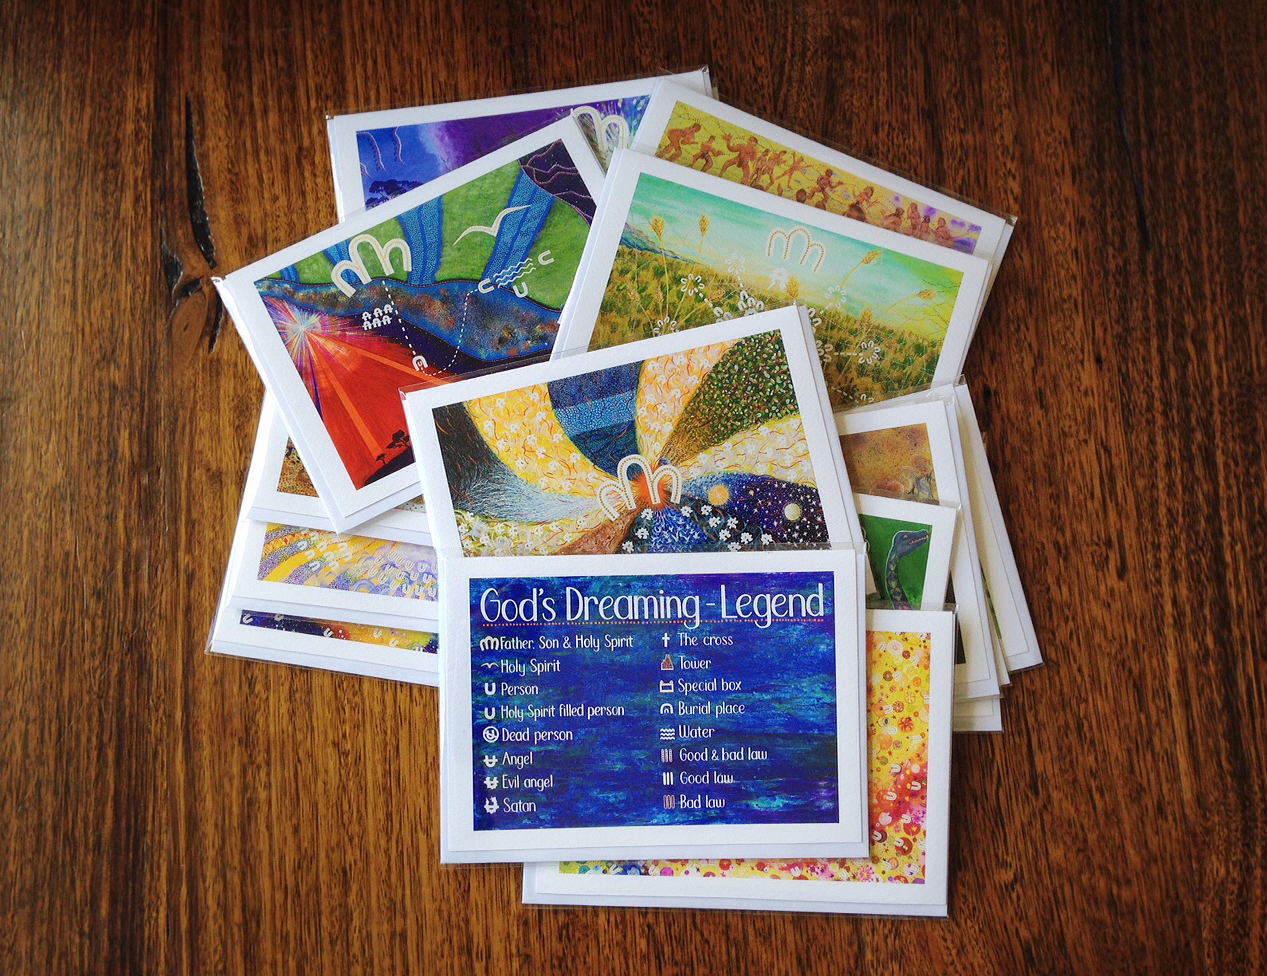 God's Dreaming-Legend
Father, Son & Holy Spirit
Holy Spirit
Person
Holy Spirit filled person
Dead person
Angel
Evil angel
Satan
The cross
Tower
Special box
Burial place
Water
Good & bad law
Good law
Bad law